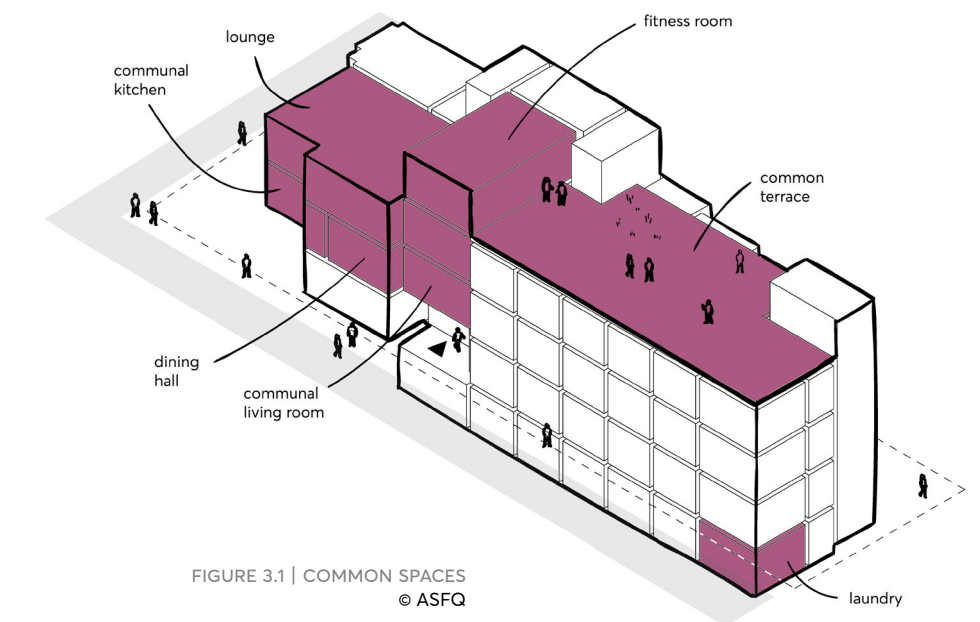 fitness room
lounge
communal
kitchen
common
terrace
dining
hall
communal
living room
FIGURE 3.1 | COMMON SPACES
© ASFQ
laundry